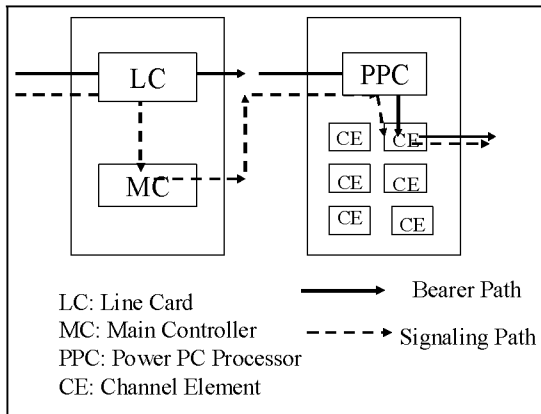 LC
PPC
CE CE
MC
CE CE
CE CE
LC: Line Card
MC: Main Controller
PPC: Power PC Processor
CE: Channel Element
Bearer Path
Signaling Path